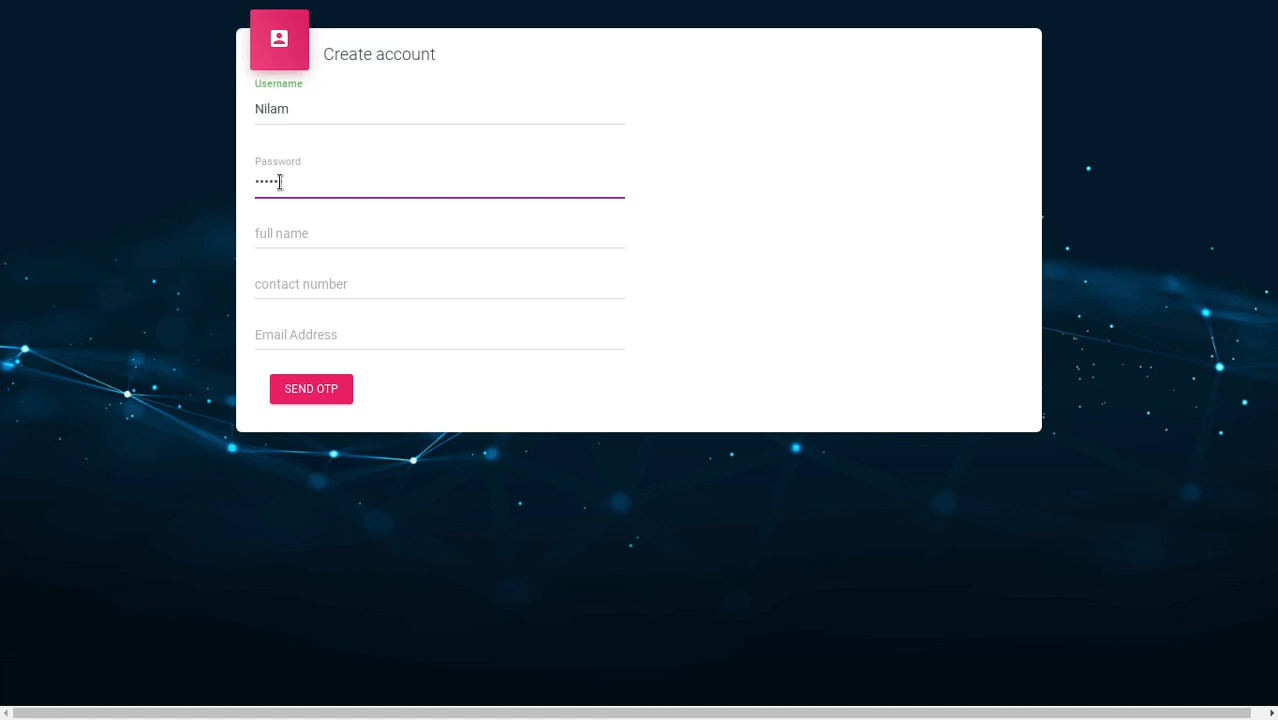 Create account
Username
Nilam
Password
•••••
full name
contact number
Email Address
SEND OTP